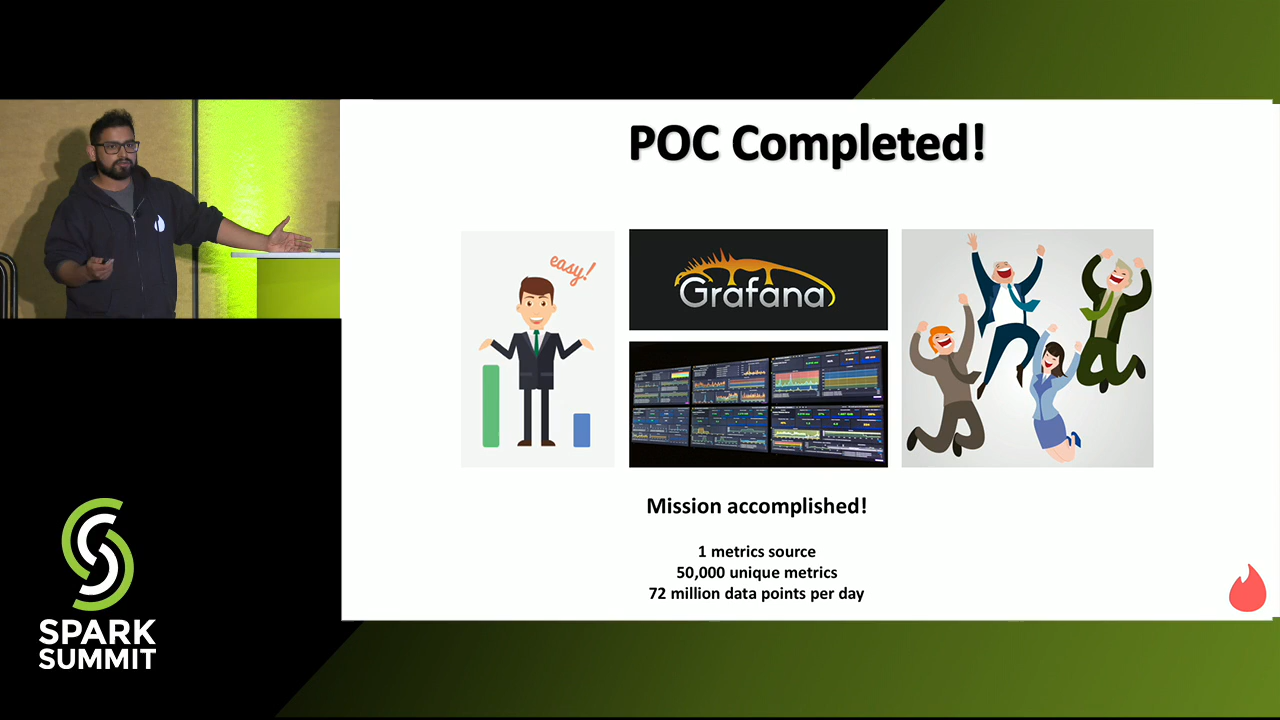 POC Completed!
easy!
Grafana
Mission accomplished!
1 metrics source
50,000 unique metrics
72 million data points per day
SPARK
SUMMIT